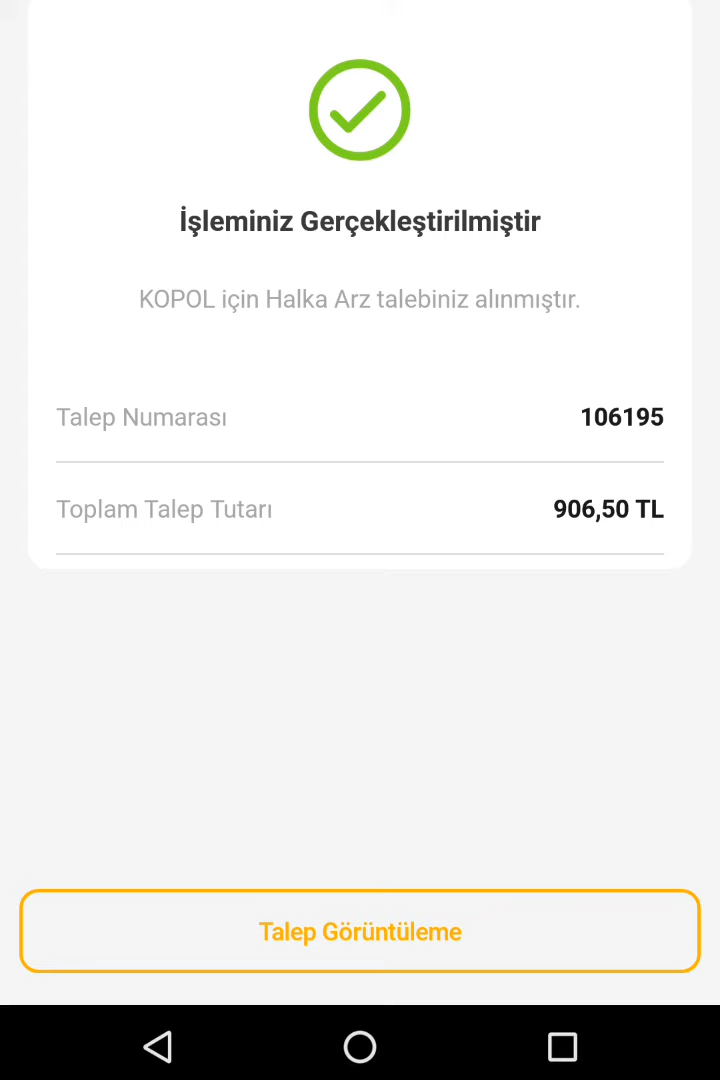 İşleminiz Gerçekleştirilmiştir
KOPOL için Halka Arz talebiniz alınmıştır.
Talep Numarası 106195
Toplam Talep Tutarı 906,50 TL
Talep Görüntüleme